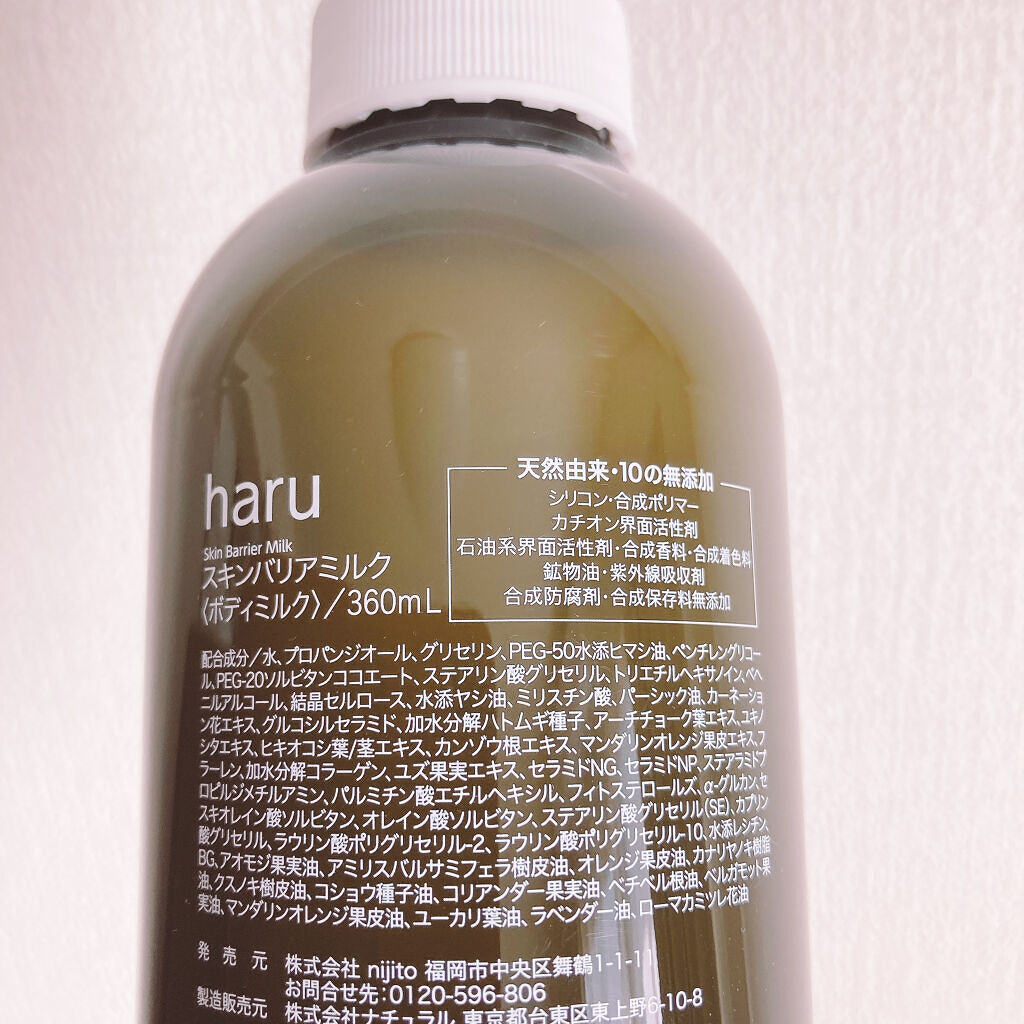 haru
Skin Barrier Milk
スキンバリアミルク
〈ボディミルク〉/360mL
天然由来・10の無添加
シリコン・合成ポリマー
カチオン界面活性剤
石油系界面活性剤・合成香料・合成着色料
鉱物油・紫外線吸収剤
合成防腐剤・合成保存料無添加
配合成分/水、プロパンジオール、グリセリン、PEG-50水添ヒマシ油、ペンチレングリコー
ル、PEG-20ソルビタンココエート、ステアリン酸グリセリル、トリエチルヘキサノイン、ベヘ
ニルアルコール、結晶セルロース、水添ヤシ油、ミリスチン酸、パーシック油、カーネーショ
ン花エキス、グルコシルセラミド、加水分解ハトムギ種子、アーチチョーク葉エキス、ユキノ
シタエキス、ヒキオコシ葉/茎エキス、カンゾウ根エキス、マンダリンオレンジ果皮エキス、フ
ラーレン、加水分解コラーゲン、ユズ果実エキス、セラミドNG、セラミドNP、ステアラミドプ
ロピルジメチルアミン、パルミチン酸エチルヘキシル、フィトステロールズ、α-グルカン、セ
スキオレイン酸ソルビタン、オレイン酸ソルビタン、ステアリン酸グリセリル(SE)、カプリン
酸グリセリル、ラウリン酸ポリグリセリル-2、ラウリン酸ポリグリセリル-10、水添レシチン、
BG、アオモジ果実油、アミリスバルサミフェラ樹皮油、オレンジ果皮油、カナリヤノキ樹脂
油、クスノキ樹皮油、コショウ種子油、コリアンダー果実油、ベチベル根油、ベルガモット果
実油、マンダリンオレンジ果皮油、ユーカリ葉油、ラベンダー油、ローマカミツレ花油
発売元 株式会社 nijito 福岡市中央区舞鶴1-1-11
お問合せ先:0120-596-806
製造販売元 株式会社ナチュラル 東京都台東区東上野6-10-8